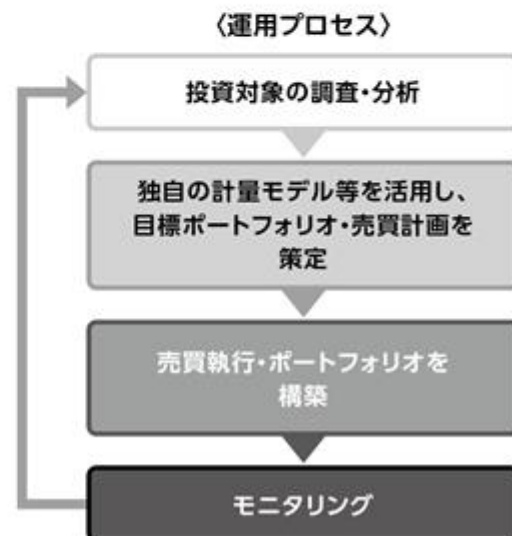 〈運用プロセス〉
投資対象の調査・分析
独自の計量モデル等を活用し、
目標ポートフォリオ・売買計画を
策定
売買執行・ポートフォリオを
構築
モニタリング